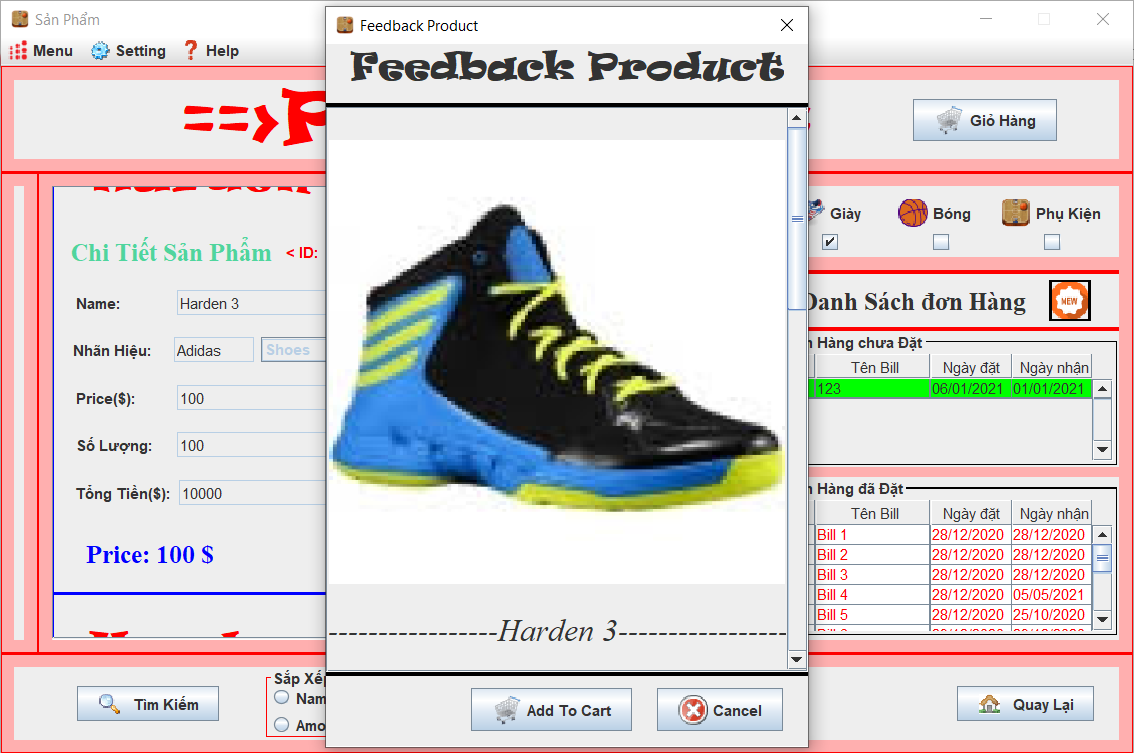 Sản Phẩm
Menu Setting Help
Feedback Product
Feedback Product
==>P
Giỏ Hàng
Chi Tiết Sản Phẩm < ID:
Name: Harden 3
Nhãn Hiệu: Adidas Shoes
Price($): 100
Số Lượng: 100
Tổng Tiền($): 10000
Price: 100 $
Harden 3
Add To Cart Cancel
Giày Bóng Phụ Kiện
Danh Sách đơn Hàng NEW
Hàng chưa Đặt
Tên Bill Ngày đặt Ngày nhận
123 06/01/2021 01/01/2021
Hàng đã Đặt
Tên Bill Ngày đặt Ngày nhận
Bill 1 28/12/2020 28/12/2020
Bill 2 28/12/2020 28/12/2020
Bill 3 28/12/2020 28/12/2020
Bill 4 28/12/2020 05/05/2021
Bill 5 28/12/2020 25/10/2020
Tìm Kiếm
Sắp Xế
Nam
Amo
Quay Lại